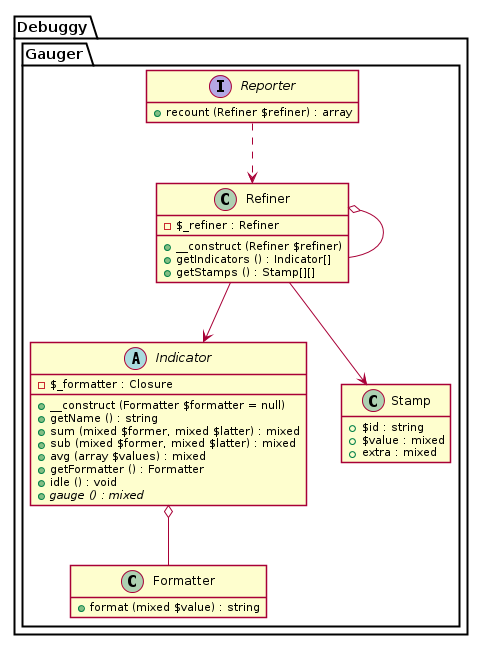 Debuggy
Gauger
I Reporter
recount (Refiner $refiner) : array
C Refiner
$_refiner : Refiner
__construct (Refiner $refiner)
getIndicators () : Indicator[]
getStamps () : Stamp[][]
A Indicator
$_formatter : Closure
__construct (Formatter $formatter = null)
getName () : string
sum (mixed $former, mixed $latter) : mixed
sub (mixed $former, mixed $latter) : mixed
avg (array $values) : mixed
getFormatter () : Formatter
idle () : void
gauge () : mixed
C Stamp
$id : string
$value : mixed
extra : mixed
C Formatter
format (mixed $value) : string